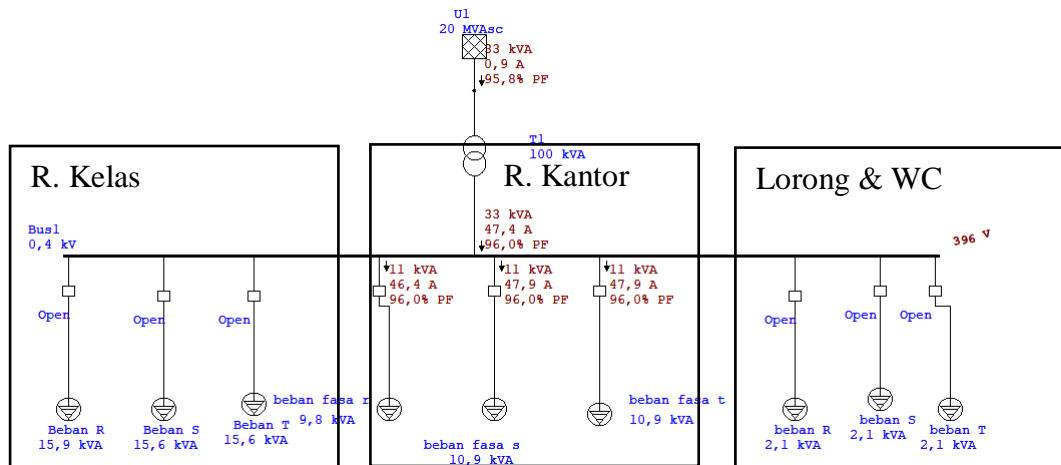 U1
20 MVAsc
33 kVA
0,9 A
95,8% PF
T1
100 kVA
R. Kelas
R. Kantor
Lorong & WC
33 kVA
47,4 A
96,0% PF
Bus1
0,4 kV
396 V
11 kVA
46,4 A
96,0% PF
11 kVA
47,9 A
96,0% PF
11 kVA
47,9 A
96,0% PF
Open
Open
Open
Open
Open
Open
Beban R
15,9 kVA
Beban S
15,6 kVA
Beban T
15,6 kVA
beban fasa r
9,8 kVA
beban fasa s
10,9 kVA
beban fasa t
10,9 kVA
beban R
2,1 kVA
beban S
2,1 kVA
beban T
2,1 kVA